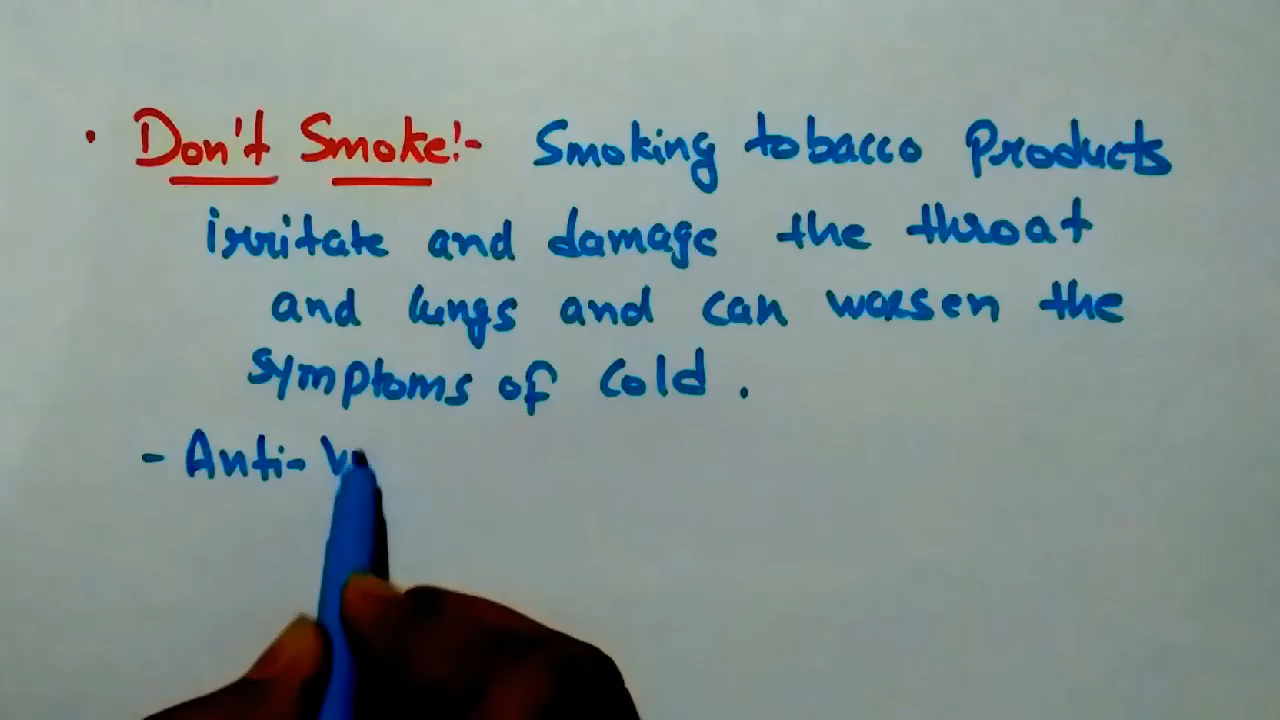 • Don't Smoke:- Smoking tobacco Products
irritate and damage the throat
and lungs and can worsen the
symptoms of cold.
- Anti-V